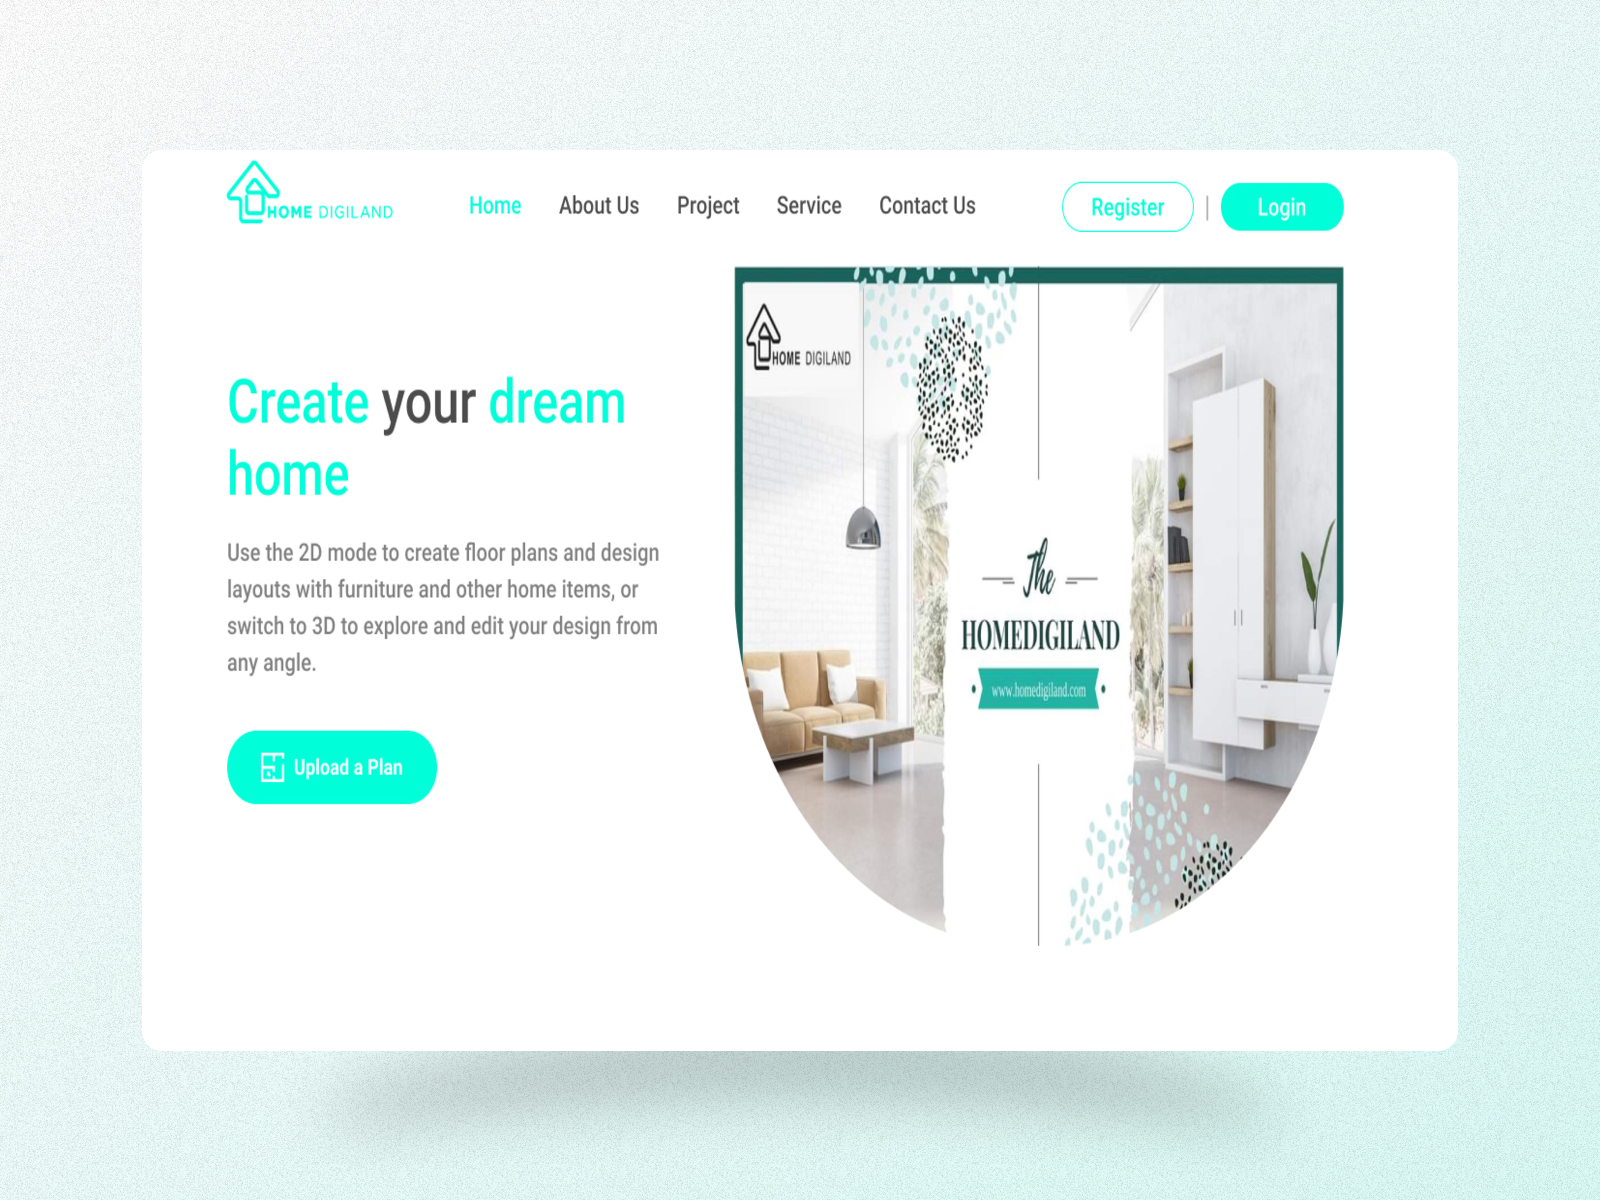 HOME DIGILAND
Home About Us Project Service Contact Us
Register | Login
Create your dream
home
Use the 2D mode to create floor plans and design
layouts with furniture and other home items, or
switch to 3D to explore and edit your design from
any angle.
Upload a Plan
HOME DIGILAND
The
HOMEDIGILAND
www.homedigiland.com